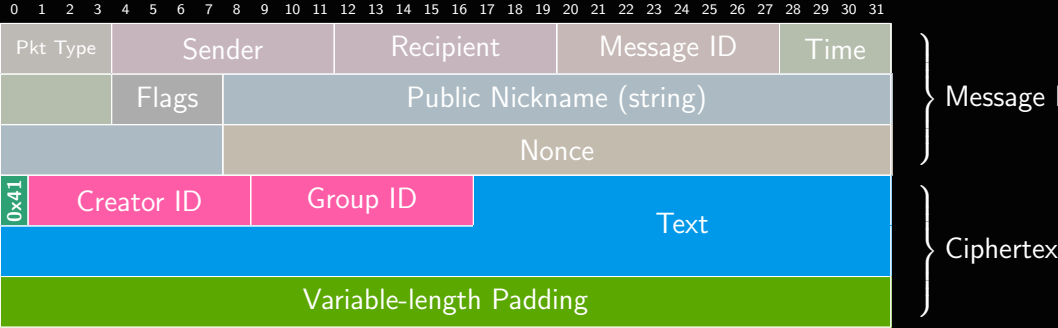 0 1 2 3 4 5 6 7 8 9 10 11 12 13 14 15 16 17 18 19 20 21 22 23 24 25 26 27 28 29 30 31
Pkt Type Sender Recipient Message ID Time
Flags Public Nickname (string) Message
Nonce
0x41 Creator ID Group ID
Text
Ciphertex
Variable-length Padding